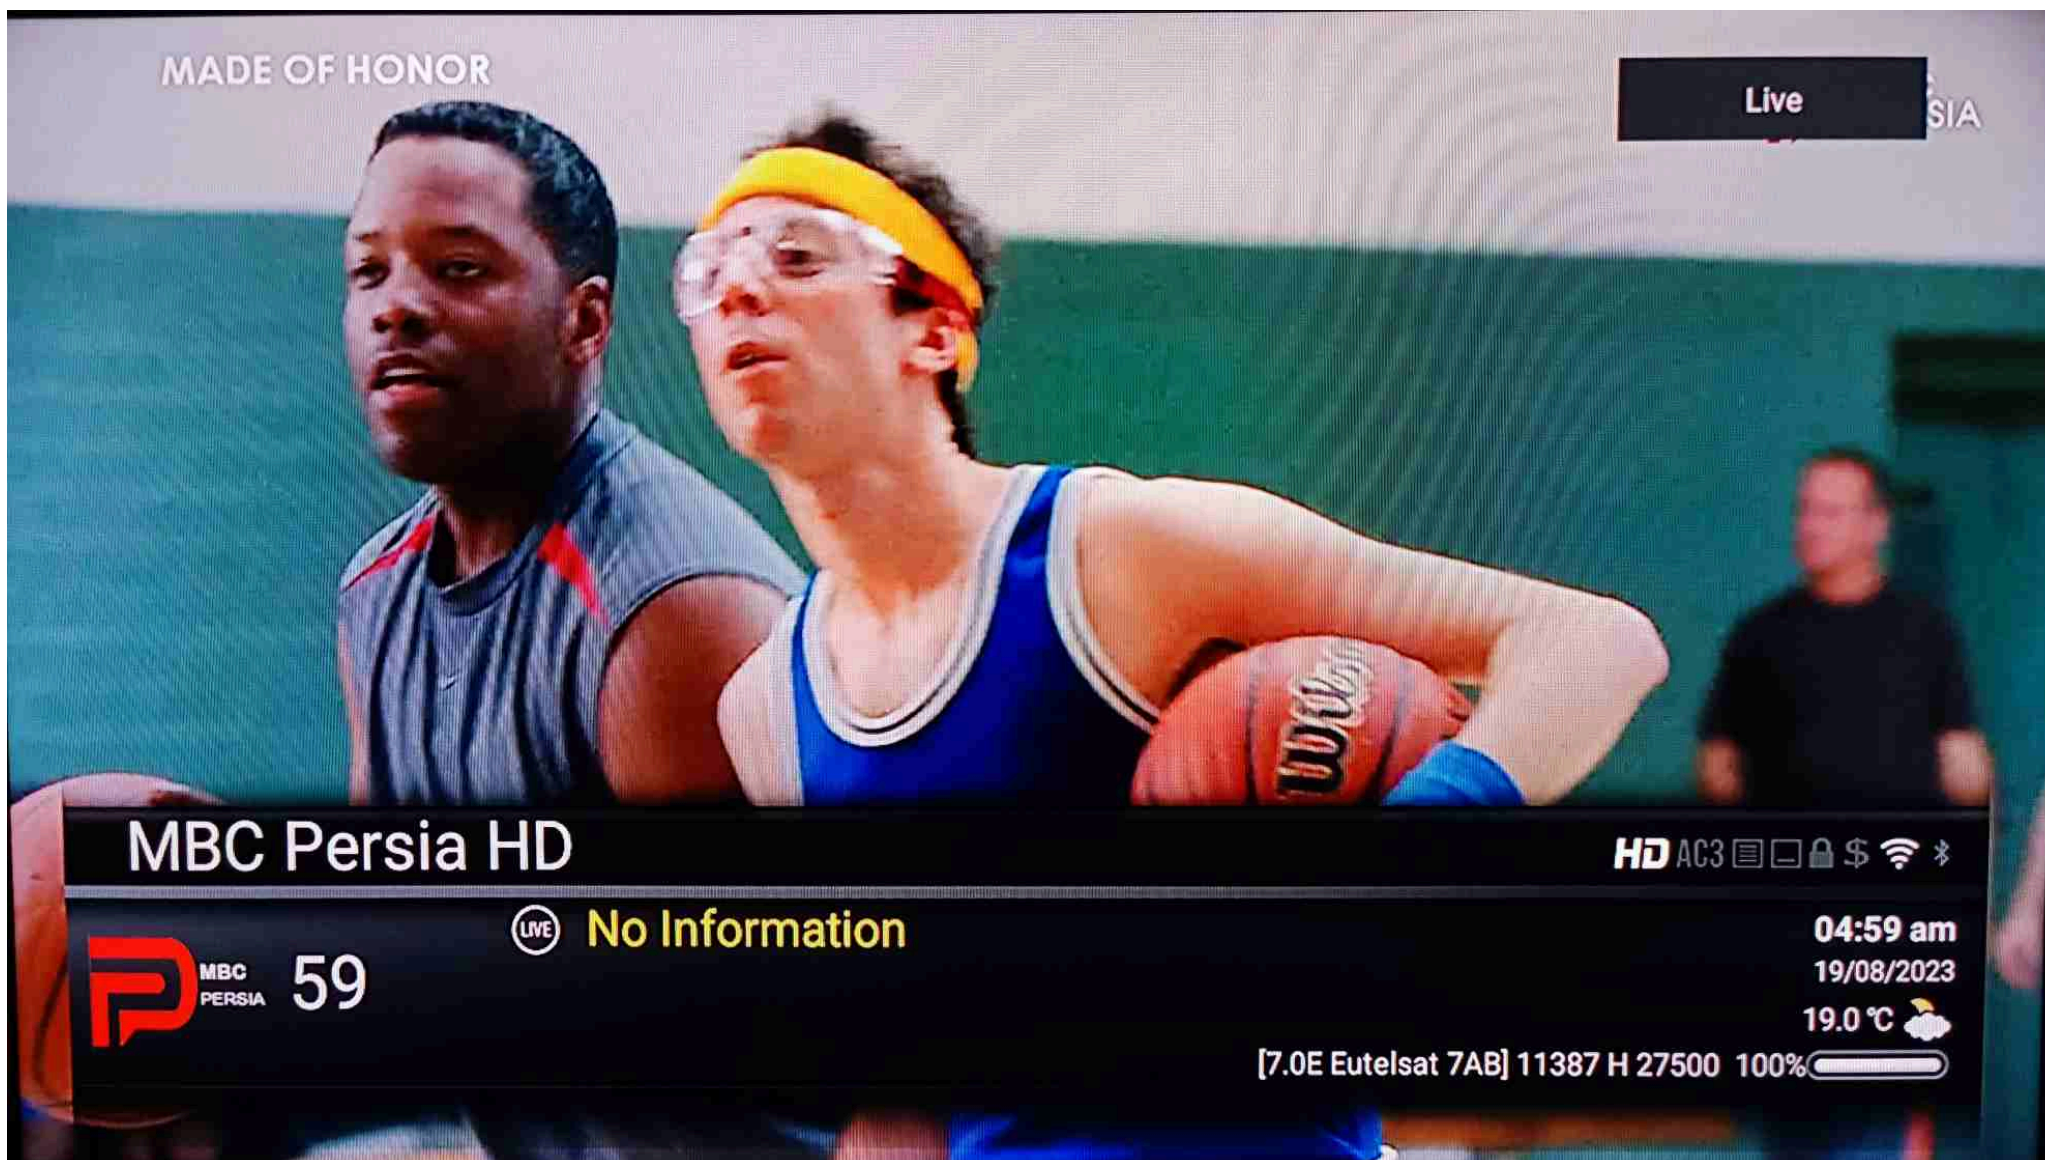 MADE OF HONOR
Live
SIA
Wilson
MBC Persia HD
HD AC3 $
LIVE No Information
04:59 am
MBC
PERSIA
59
19/08/2023
19.0 °C
[7.0E Eutelsat 7AB] 11387 H 27500 100%